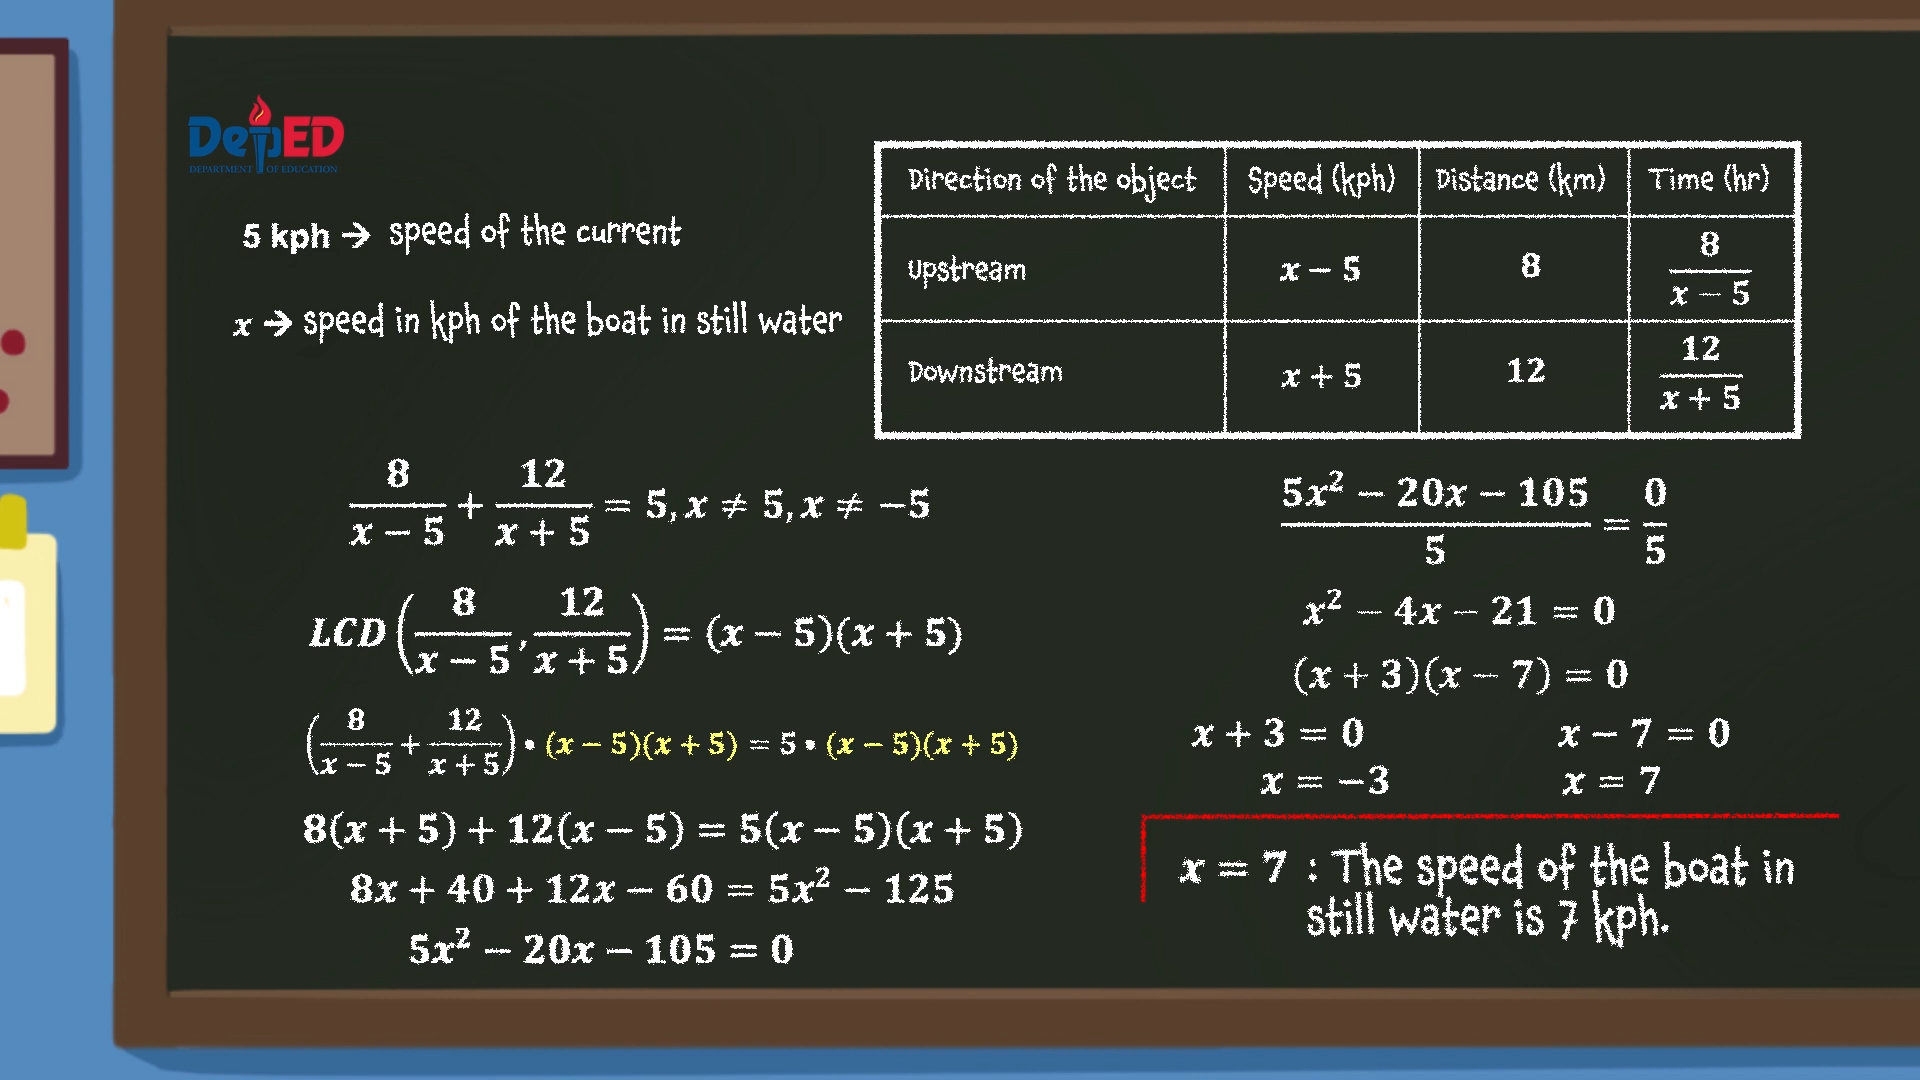 DepED
DEPARTMENT OF EDUCATION
5 kph → speed of the current
x → speed in kph of the boat in still water
Direction of the object Speed (kph) Distance (km) Time (hr)
Upstream x − 5 8 8/(x − 5)
Downstream x + 5 12 12/(x + 5)
8/(x − 5) + 12/(x + 5) = 5, x ≠ 5, x ≠ −5
LCD (8/(x − 5), 12/(x + 5)) = (x − 5)(x + 5)
(8/(x − 5) + 12/(x + 5)) • (x − 5)(x + 5) = 5 • (x − 5)(x + 5)
8(x + 5) + 12(x − 5) = 5(x − 5)(x + 5)
8x + 40 + 12x − 60 = 5x² − 125
5x² − 20x − 105 = 0
(5x² − 20x − 105)/5 = 0/5
x² − 4x − 21 = 0
(x + 3)(x − 7) = 0
x + 3 = 0 x − 7 = 0
x = −3 x = 7
x = 7 : The speed of the boat in
still water is 7 kph.